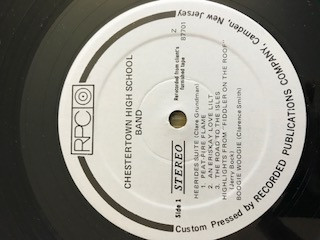 RPC
CHESTERTOWN HIGH SCHOOL
BAND
Z
87701
Rerecorded from client's
furnished tape
Side 1 STEREO
HEBRIDES SUITE (Clare Grundman)
1. PEAT-FIRE FLAME
2. AN ERISKAY LOVE LILT
3. THE ROAD TO THE ISLES
HIGHLIGHTS FROM "FIDDLER ON THE ROOF"
(Jerry Bock)
BOOGIE WOOGIE (Clarence Smith)
Custom Pressed by RECORDED PUBLICATIONS COMPANY, Camden, New Jersey